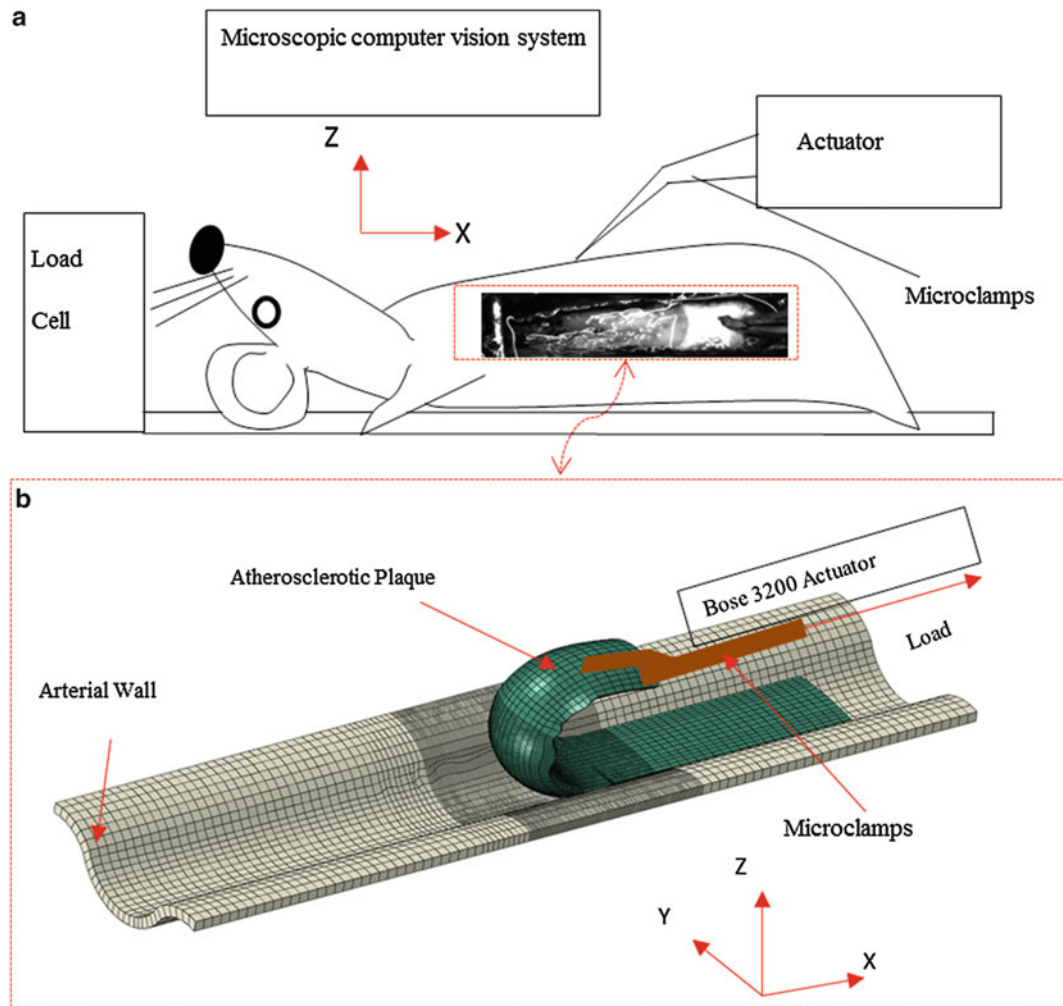 a
Microscopic computer vision system
Actuator
Z
X
Load
Cell
Microclamps
b
Atherosclerotic Plaque
Bose 3200 Actuator
Load
Arterial Wall
Microclamps
Z
Y
X